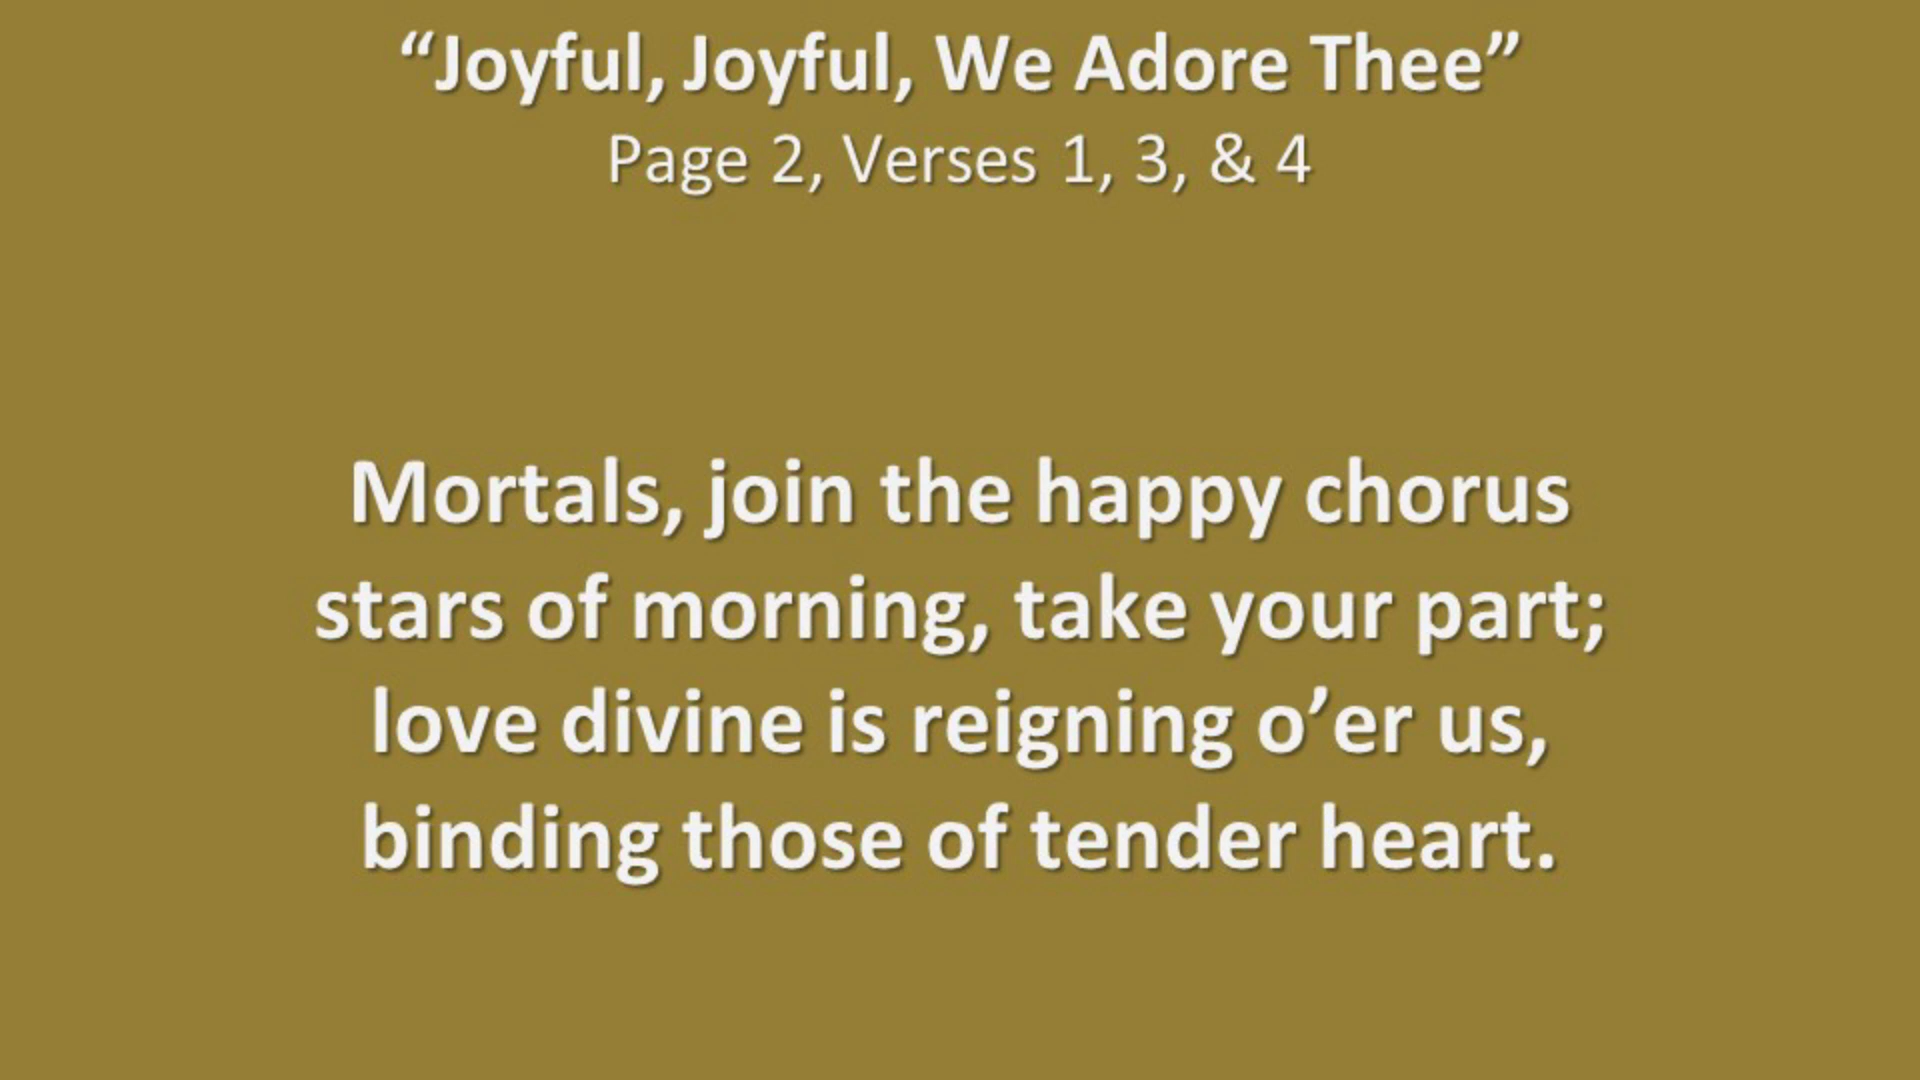 “Joyful, Joyful, We Adore Thee”
Page 2, Verses 1, 3, & 4
Mortals, join the happy chorus
stars of morning, take your part;
love divine is reigning o’er us,
binding those of tender heart.